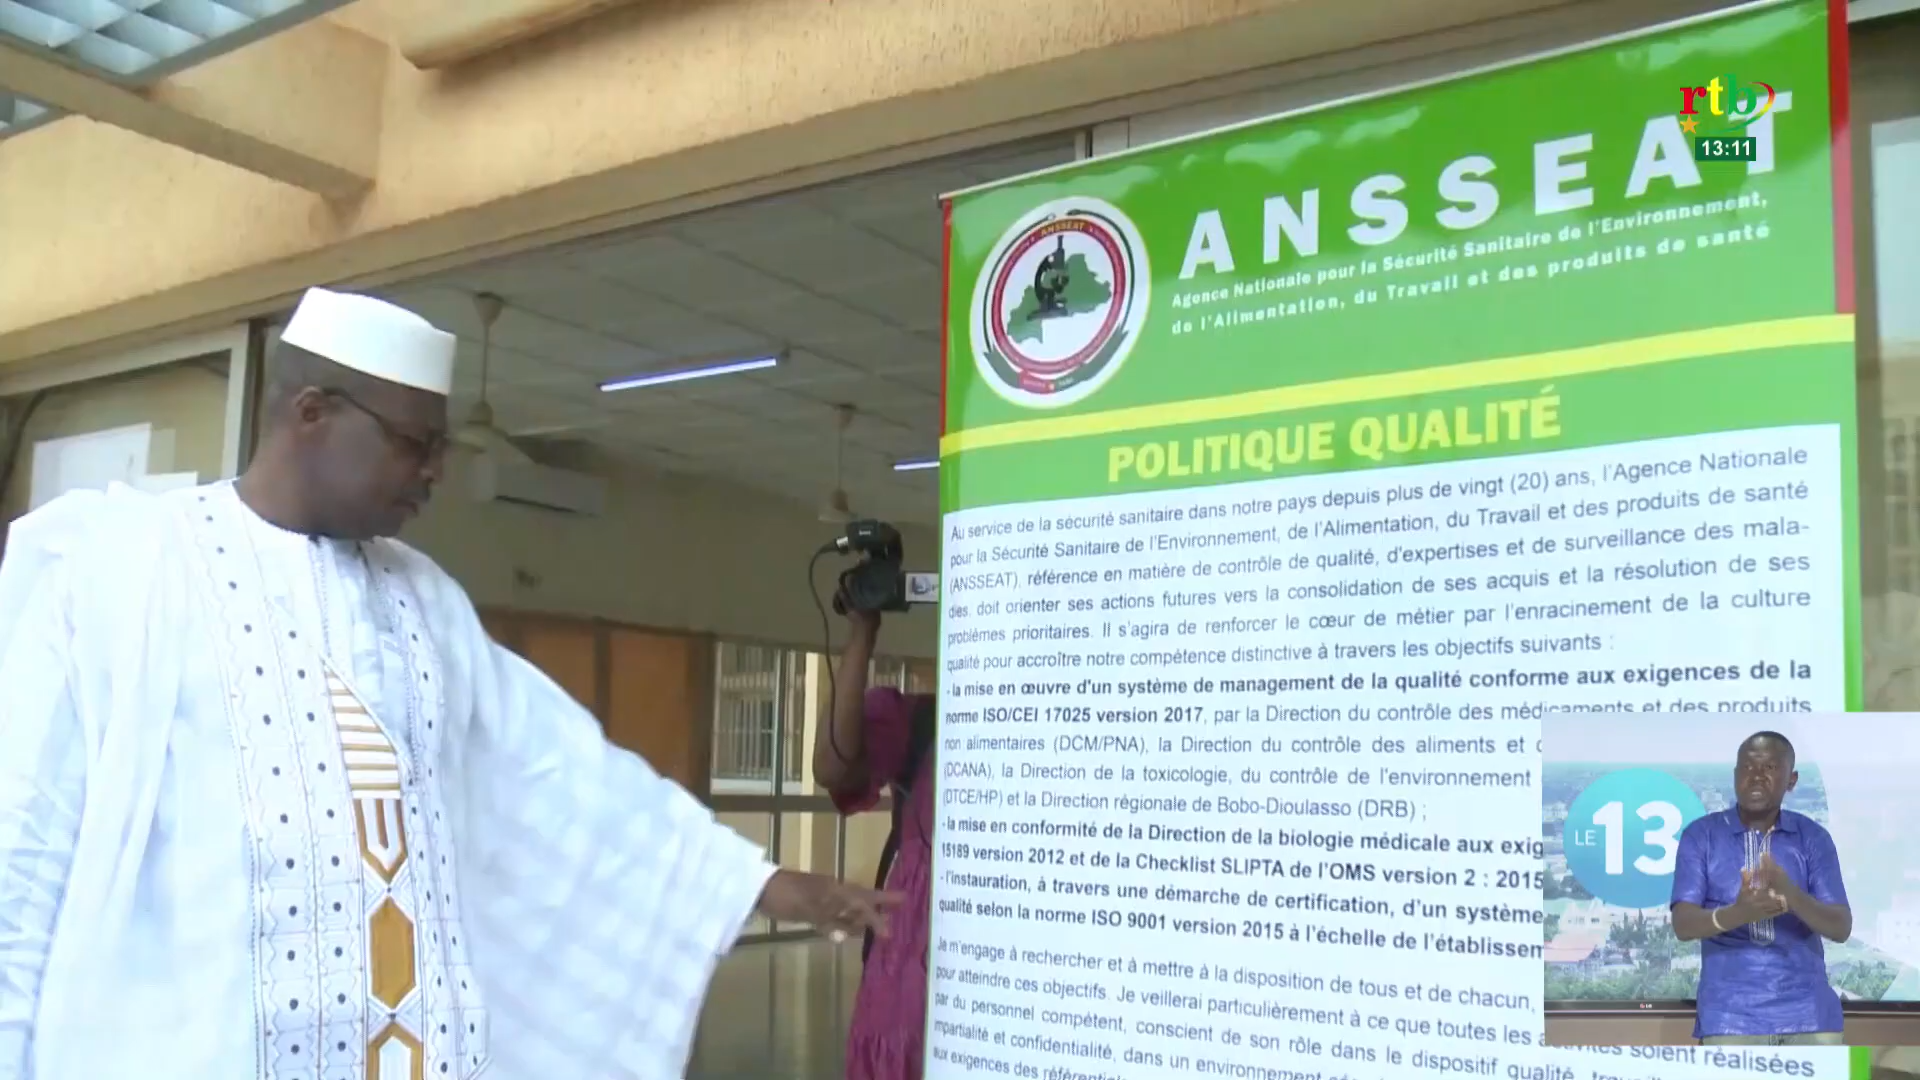 rtb
13:11
ANSSEAT
Agence Nationale pour la Sécurité Sanitaire de l'Environnement,
de l'Alimentation, du Travail et des produits de santé
ANSSEAT
POLITIQUE QUALITÉ
Au service de la sécurité sanitaire dans notre pays depuis plus de vingt (20) ans, l'Agence Nationale
pour la Sécurité Sanitaire de l'Environnement, de l'Alimentation, du Travail et des produits de santé
(ANSSEAT), référence en matière de contrôle de qualité, d'expertises et de surveillance des mala-
dies, doit orienter ses actions futures vers la consolidation de ses acquis et la résolution de ses
problèmes prioritaires. Il s'agira de renforcer le cœur de métier par l'enracinement de la culture
qualité pour accroître notre compétence distinctive à travers les objectifs suivants :
- la mise en œuvre d'un système de management de la qualité conforme aux exigences de la
norme ISO/CEI 17025 version 2017, par la Direction du contrôle des médicaments et des produits
non alimentaires (DCM/PNA), la Direction du contrôle des aliments et
(DCANA), la Direction de la toxicologie, du contrôle de l'environnement
(DTCE/HP) et la Direction régionale de Bobo-Dioulasso (DRB) ;
- la mise en conformité de la Direction de la biologie médicale aux exig
15189 version 2012 et de la Checklist SLIPTA de l'OMS version 2 : 2015
- l'instauration, à travers une démarche de certification, d'un système
qualité selon la norme ISO 9001 version 2015 à l'échelle de l'établissem
Je m'engage à rechercher et à mettre à la disposition de tous et de chacun,
pour atteindre ces objectifs. Je veillerai particulièrement à ce que toutes les soient réalisées
par du personnel compétent, conscient de son rôle dans le dispositif qualité,
impartialité et confidentialité, dans un environnement
aux exigences des
LE 13